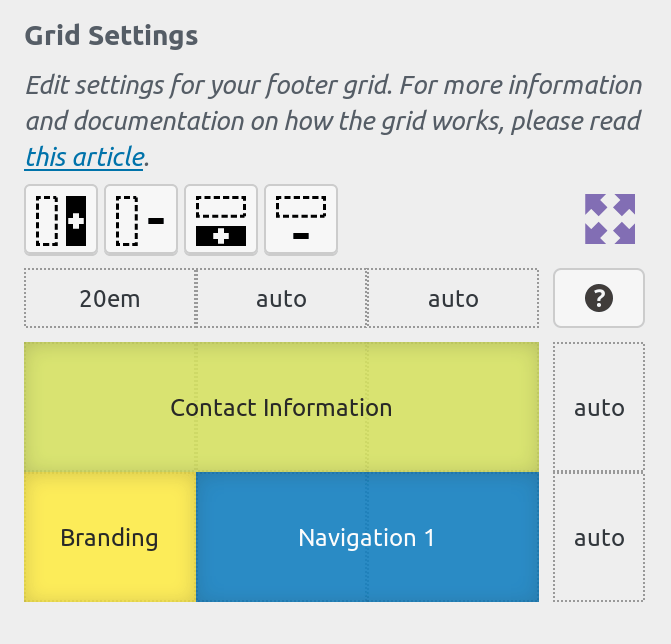 Grid Settings
Edit settings for your footer grid. For more information
and documentation on how the grid works, please read
this article.
20em auto auto ?
Contact Information auto
Branding Navigation 1 auto